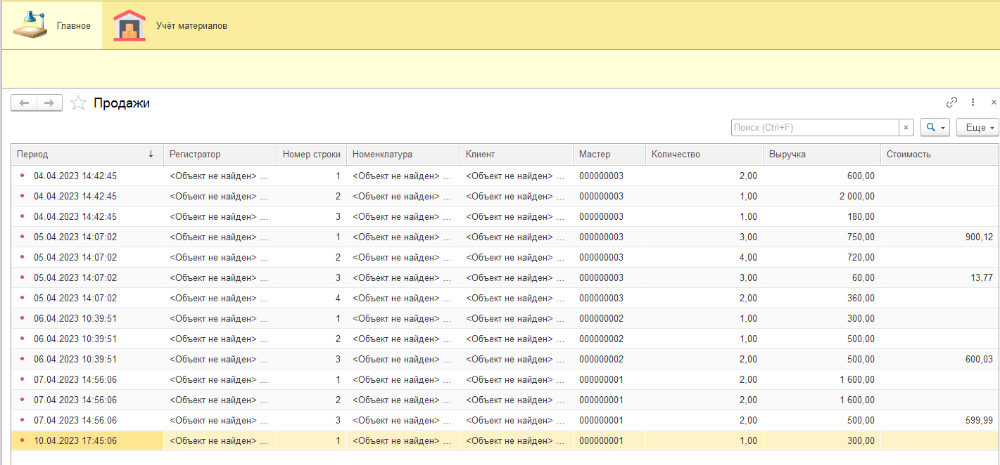 Главное Учёт материалов
Продажи
Поиск (Ctrl+F) × Еще
Период ↓ Регистратор Номер строки Номенклатура Клиент Мастер Количество Выручка Стоимость
04.04.2023 14:42:45 <Объект не найден> ... 1 <Объект не найден> ... <Объект не найден> ... 000000003 2,00 600,00
04.04.2023 14:42:45 <Объект не найден> ... 2 <Объект не найден> ... <Объект не найден> ... 000000003 1,00 2 000,00
04.04.2023 14:42:45 <Объект не найден> ... 3 <Объект не найден> ... <Объект не найден> ... 000000003 1,00 180,00
05.04.2023 14:07:02 <Объект не найден> ... 1 <Объект не найден> ... <Объект не найден> ... 000000003 3,00 750,00 900,12
05.04.2023 14:07:02 <Объект не найден> ... 2 <Объект не найден> ... <Объект не найден> ... 000000003 4,00 720,00
05.04.2023 14:07:02 <Объект не найден> ... 3 <Объект не найден> ... <Объект не найден> ... 000000003 3,00 60,00 13,77
05.04.2023 14:07:02 <Объект не найден> ... 4 <Объект не найден> ... <Объект не найден> ... 000000003 2,00 360,00
06.04.2023 10:39:51 <Объект не найден> ... 1 <Объект не найден> ... <Объект не найден> ... 000000002 1,00 300,00
06.04.2023 10:39:51 <Объект не найден> ... 2 <Объект не найден> ... <Объект не найден> ... 000000002 1,00 500,00
06.04.2023 10:39:51 <Объект не найден> ... 3 <Объект не найден> ... <Объект не найден> ... 000000002 2,00 500,00 600,03
07.04.2023 14:56:06 <Объект не найден> ... 1 <Объект не найден> ... <Объект не найден> ... 000000001 2,00 1 600,00
07.04.2023 14:56:06 <Объект не найден> ... 2 <Объект не найден> ... <Объект не найден> ... 000000001 2,00 1 600,00
07.04.2023 14:56:06 <Объект не найден> ... 3 <Объект не найден> ... <Объект не найден> ... 000000001 2,00 500,00 599,99
10.04.2023 17:45:06 <Объект не найден> ... 1 <Объект не найден> ... <Объект не найден> ... 000000001 1,00 300,00